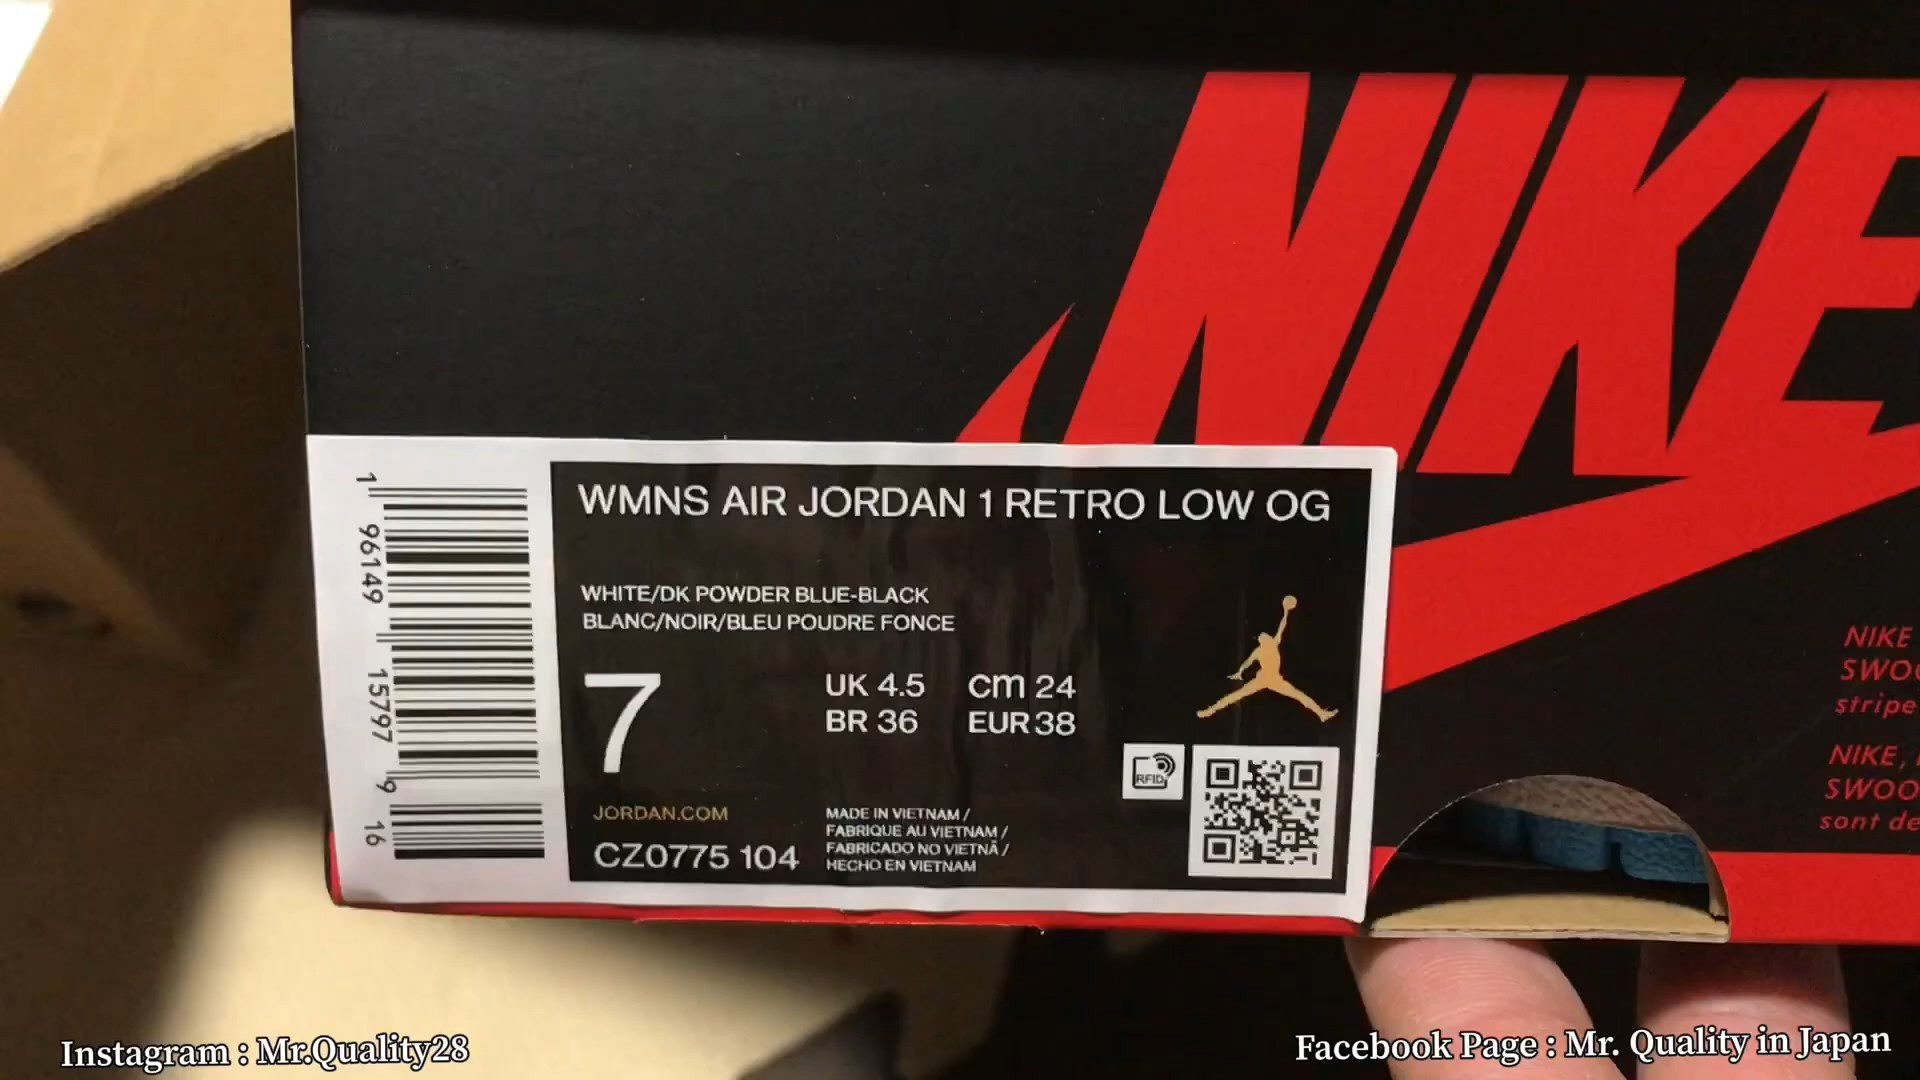 NIKE
WMNS AIR JORDAN 1 RETRO LOW OG
WHITE/DK POWDER BLUE-BLACK
BLANC/NOIR/BLEU POUDRE FONCE
7
UK 4.5 cm 24
BR 36 EUR 38
RFID
JORDAN.COM
CZ0775 104
MADE IN VIETNAM /
FABRIQUE AU VIETNAM /
FABRICADO NO VIETNÃ /
HECHO EN VIETNAM
1 96149 15797 9 16
NIKE
stripe
NIKE,
sont de
Instagram : Mr.Quality28
Facebook Page : Mr. Quality in Japan